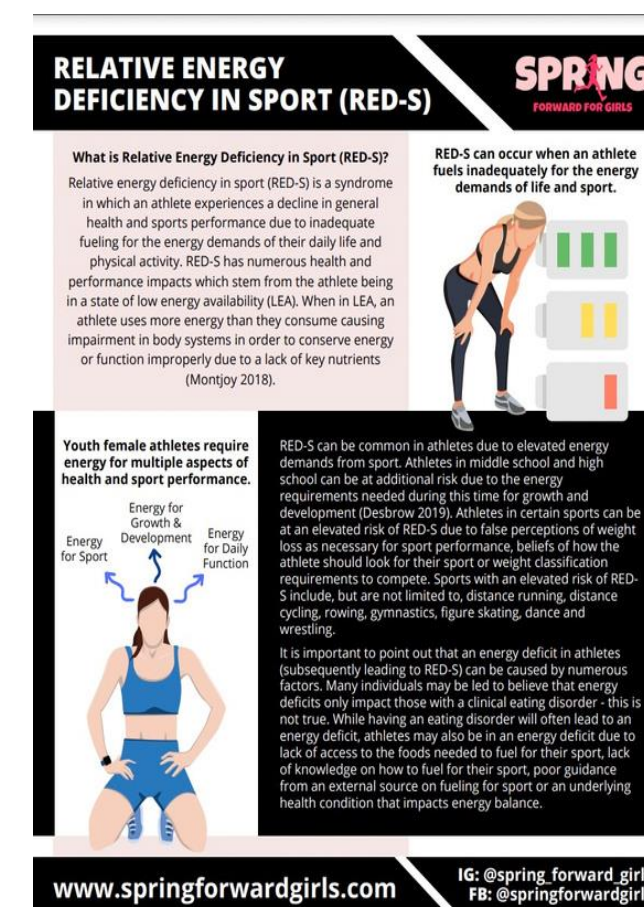 RELATIVE ENERGY
DEFICIENCY IN SPORT (RED-S)
SPRING
FORWARD FOR GIRLS
What is Relative Energy Deficiency in Sport (RED-S)?
Relative energy deficiency in sport (RED-S) is a syndrome
in which an athlete experiences a decline in general
health and sports performance due to inadequate
fueling for the energy demands of their daily life and
physical activity. RED-S has numerous health and
performance impacts which stem from the athlete being
in a state of low energy availability (LEA). When in LEA, an
athlete uses more energy than they consume causing
impairment in body systems in order to conserve energy
or function improperly due to a lack of key nutrients
(Montjoy 2018).
RED-S can occur when an athlete
fuels inadequately for the energy
demands of life and sport.
Youth female athletes require
energy for multiple aspects of
health and sport performance.
Energy
for Sport
Energy for
Growth &
Development
Energy
for Daily
Function
RED-S can be common in athletes due to elevated energy
demands from sport. Athletes in middle school and high
school can be at additional risk due to the energy
requirements needed during this time for growth and
development (Desbrow 2019). Athletes in certain sports can be
at an elevated risk of RED-S due to false perceptions of weight
loss as necessary for sport performance, beliefs of how the
athlete should look for their sport or weight classification
requirements to compete. Sports with an elevated risk of RED-
S include, but are not limited to, distance running, distance
cycling, rowing, gymnastics, figure skating, dance and
wrestling.
It is important to point out that an energy deficit in athletes
(subsequently leading to RED-S) can be caused by numerous
factors. Many individuals may be led to believe that energy
deficits only impact those with a clinical eating disorder - this is
not true. While having an eating disorder will often lead to an
energy deficit, athletes may also be in an energy deficit due to
lack of access to the foods needed to fuel for their sport, lack
of knowledge on how to fuel for their sport, poor guidance
from an external source on fueling for sport or an underlying
health condition that impacts energy balance.
www.springforwardgirls.com
IG: @spring_forward_girl
FB: @springforwardgirl